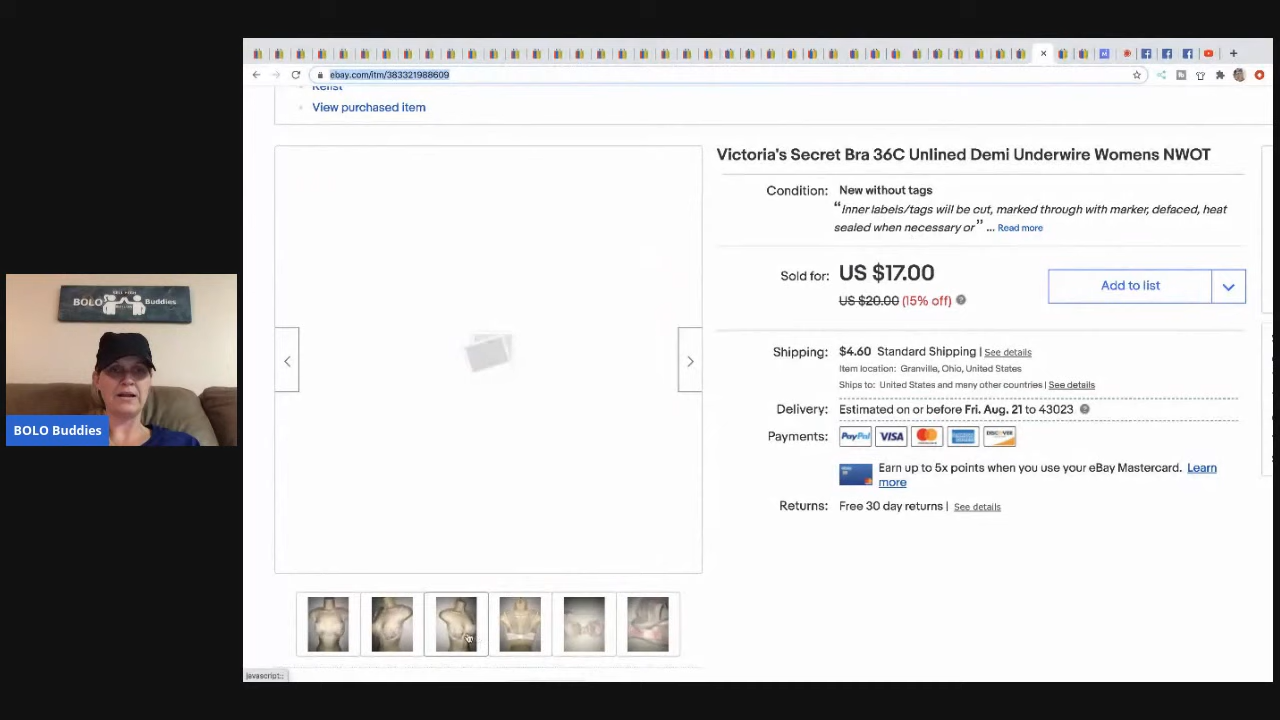 ebay.com/itm/383321988609
Relist
View purchased item
Victoria's Secret Bra 36C Unlined Demi Underwire Womens NWOT
Condition: New without tags
“Inner labels/tags will be cut, marked through with marker, defaced, heat
sealed when necessary or” ... Read more
Sold for: US $17.00
Add to list
US $20.00 (15% off)
Shipping: $4.60 Standard Shipping | See details
Item location: Granville, Ohio, United States
Ships to: United States and many other countries | See details
Delivery: Estimated on or before Fri. Aug. 21 to 43023
Payments: PayPal VISA
DISCOVER
Earn up to 5x points when you use your eBay Mastercard. Learn
more
Returns: Free 30 day returns | See details
BOLO Buddies
BOLO Buddies
javascript:;